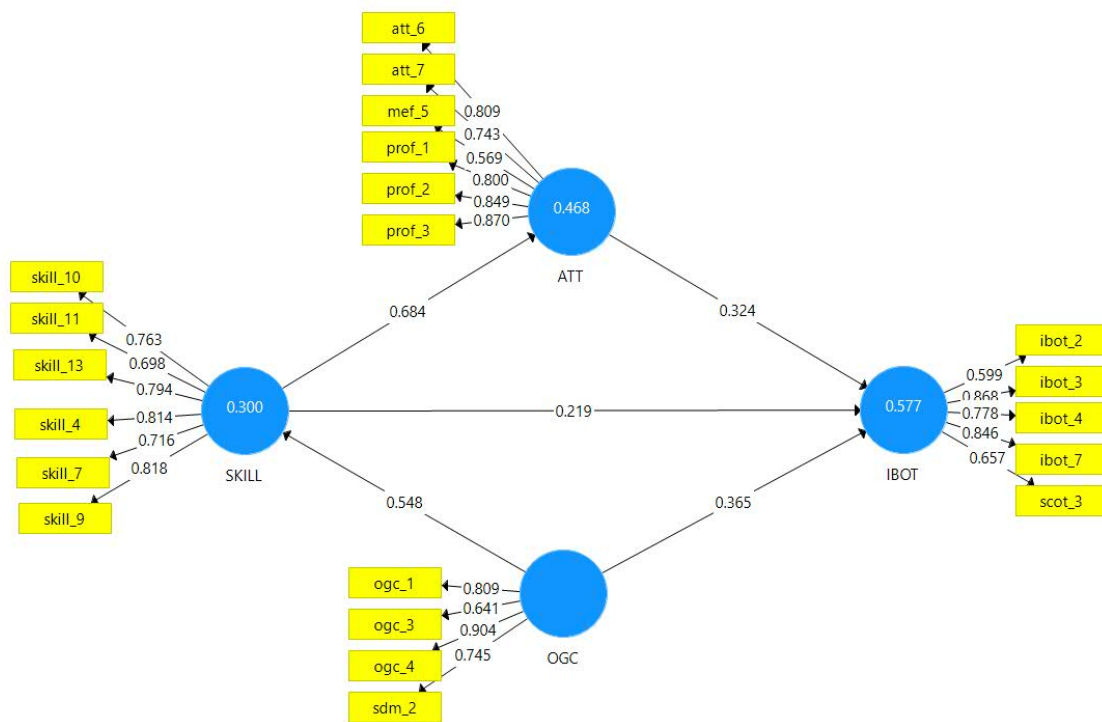 att_6
att_7
mef_5
prof_1
prof_2
prof_3
0.809
0.743
0.569
0.800
0.849
0.870
0.468
ATT
skill_10
skill_11
skill_13
skill_4
skill_7
skill_9
0.763
0.698
0.794
0.814
0.716
0.818
0.300
SKILL
0.684
0.324
0.219
0.548
0.365
0.577
IBOT
0.599
0.868
0.778
0.846
0.657
ibot_2
ibot_3
ibot_4
ibot_7
scot_3
ogc_1
ogc_3
ogc_4
sdm_2
0.809
0.641
0.904
0.745
OGC